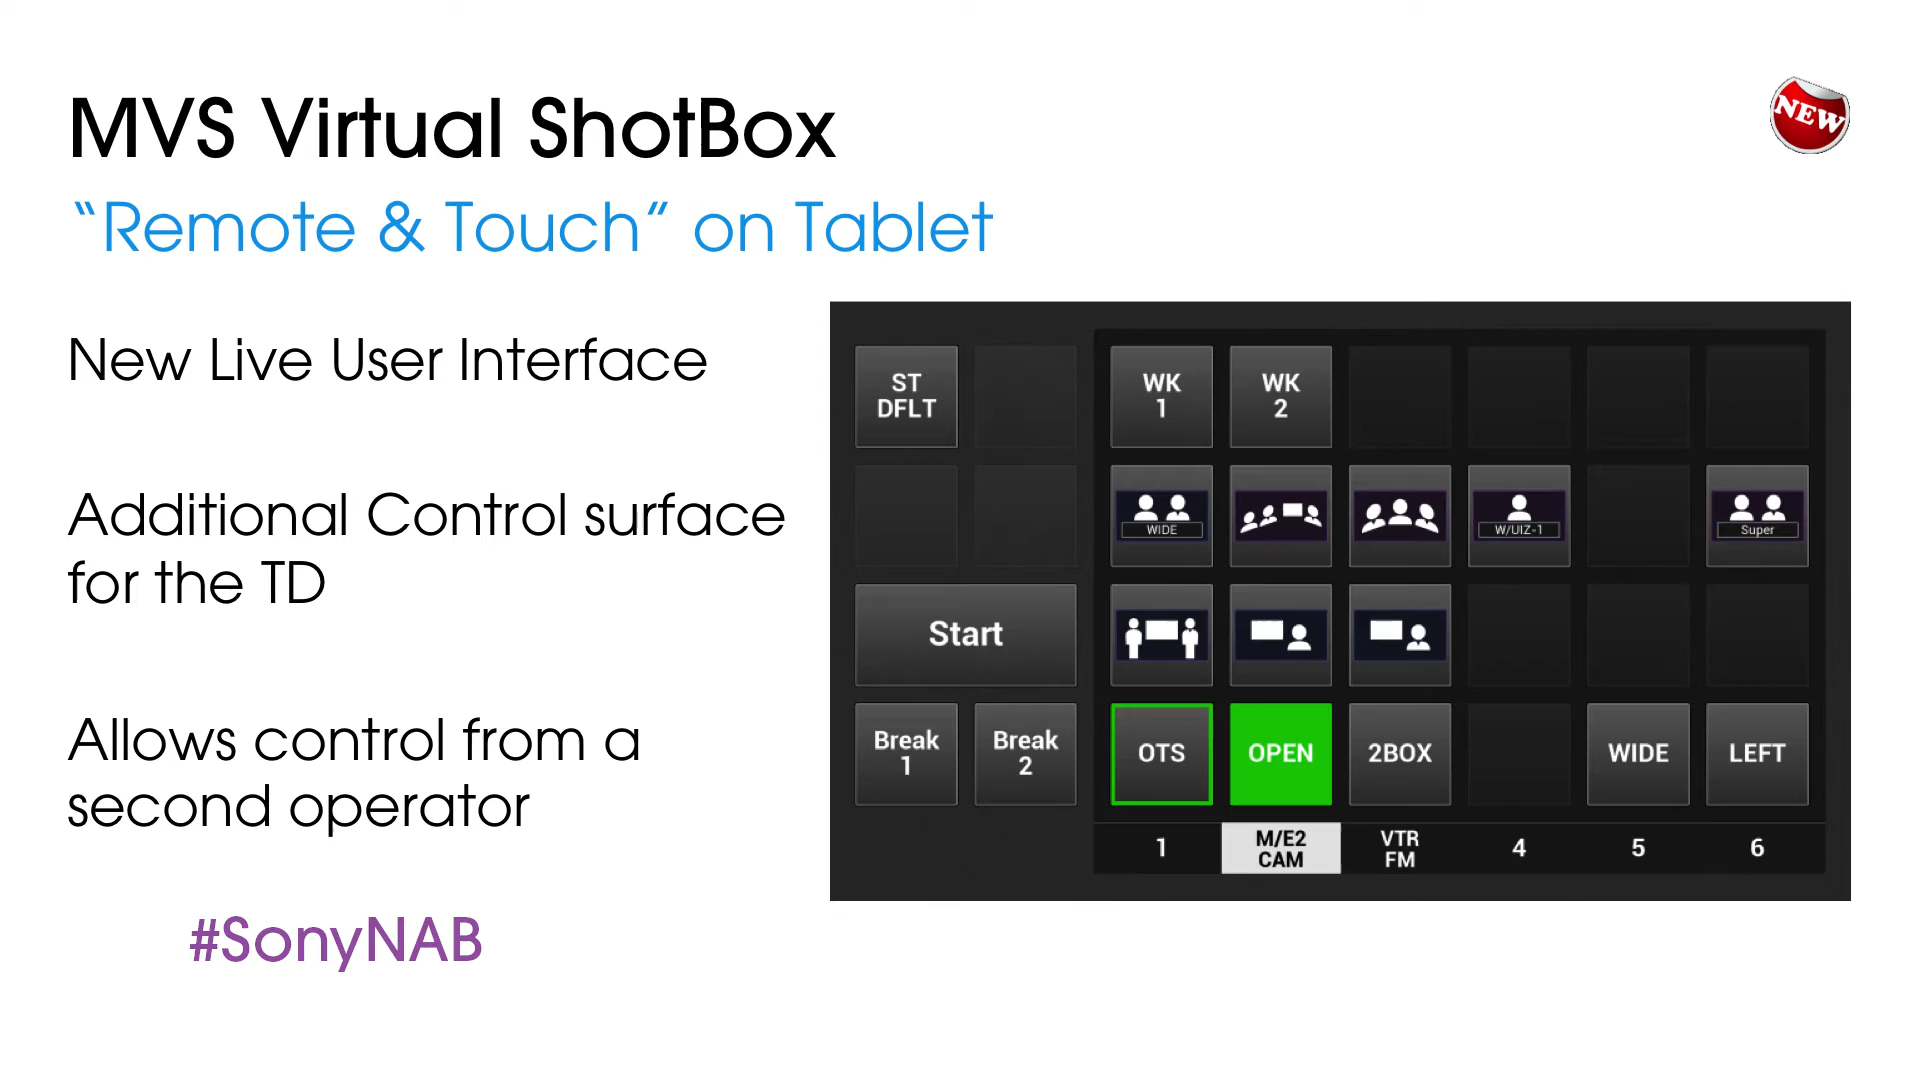 MVS Virtual ShotBox
NEW
“Remote & Touch” on Tablet
New Live User Interface
Additional Control surface
for the TD
Allows control from a
second operator
#SonyNAB
ST
DFLT
WK
1
WK
2
WIDE
W/UIZ-1
Super
Start
Break
1
Break
2
OTS
OPEN
2BOX
WIDE
LEFT
1
M/E2
CAM
VTR
FM
4
5
6